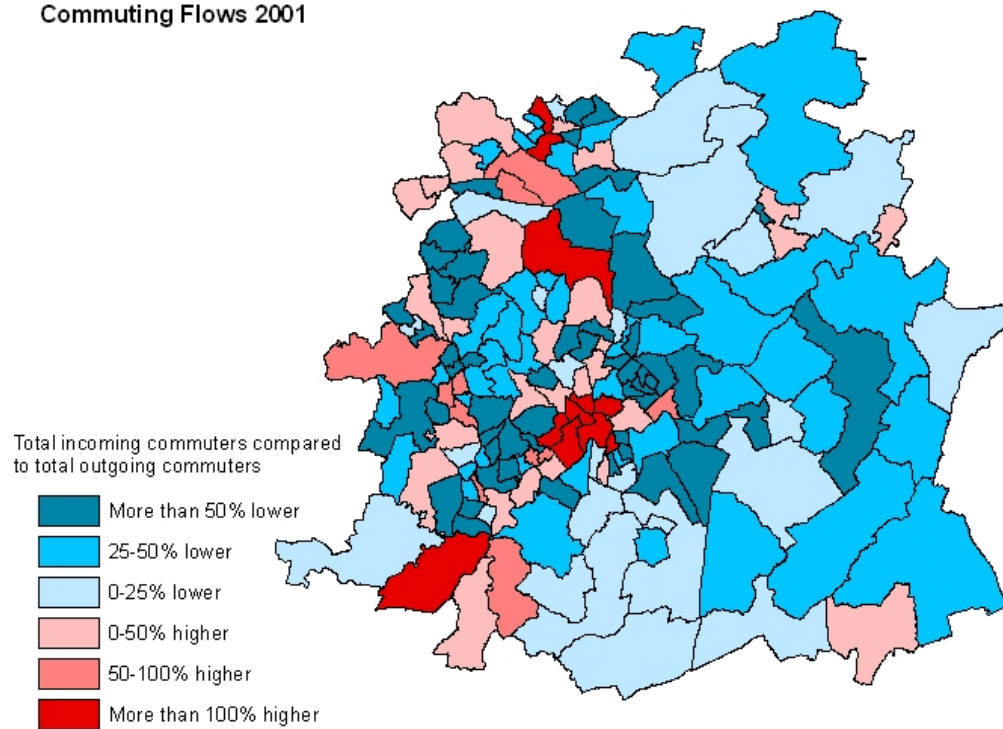 Commuting Flows 2001
Total incoming commuters compared
to total outgoing commuters
More than 50% lower
25-50% lower
0-25% lower
0-50% higher
50-100% higher
More than 100% higher